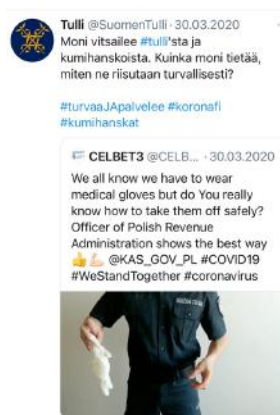 Tulli @SuomenTulli · 30.03.2020
Moni vitsailee #tulli'sta ja
kumihanskoista. Kuinka moni tietää,
miten ne riisutaan turvallisesti?
#turvaaJApalvelee #koronafi
#kumihanskat
CELBET3 @CELB... · 30.03.2020
We all know we have to wear
medical gloves but do You really
know how to take them off safely?
Officer of Polish Revenue
Administration shows the best way
👍💪 @KAS_GOV_PL #COVID19
#WeStandTogether #coronavirus